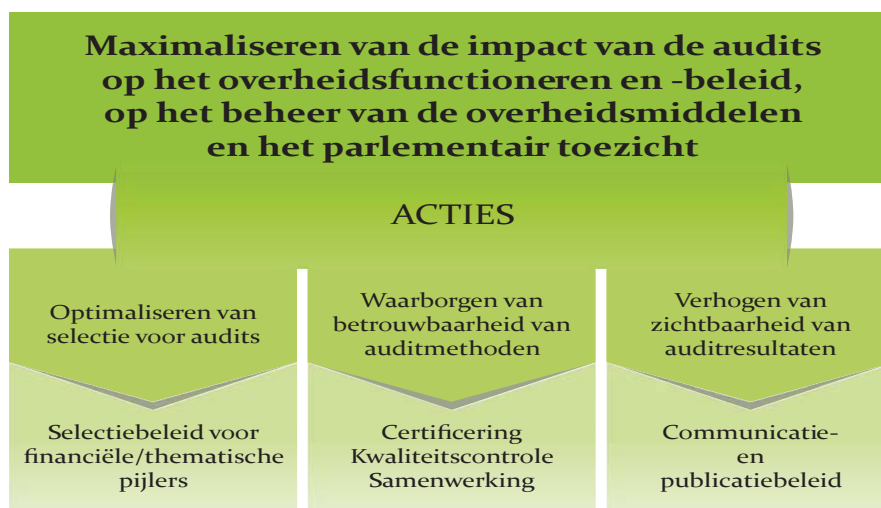 Maximaliseren van de impact van de audits
op het overheidsfunctioneren en -beleid,
op het beheer van de overheidsmiddelen
en het parlementair toezicht
ACTIES
Optimaliseren van
selectie voor audits
Selectiebeleid voor
financiële/thematische
pijlers
Waarborgen van
betrouwbaarheid van
auditmethoden
Certificering
Kwaliteitscontrole
Samenwerking
Verhogen van
zichtbaarheid van
auditresultaten
Communicatie-
en
publicatiebeleid